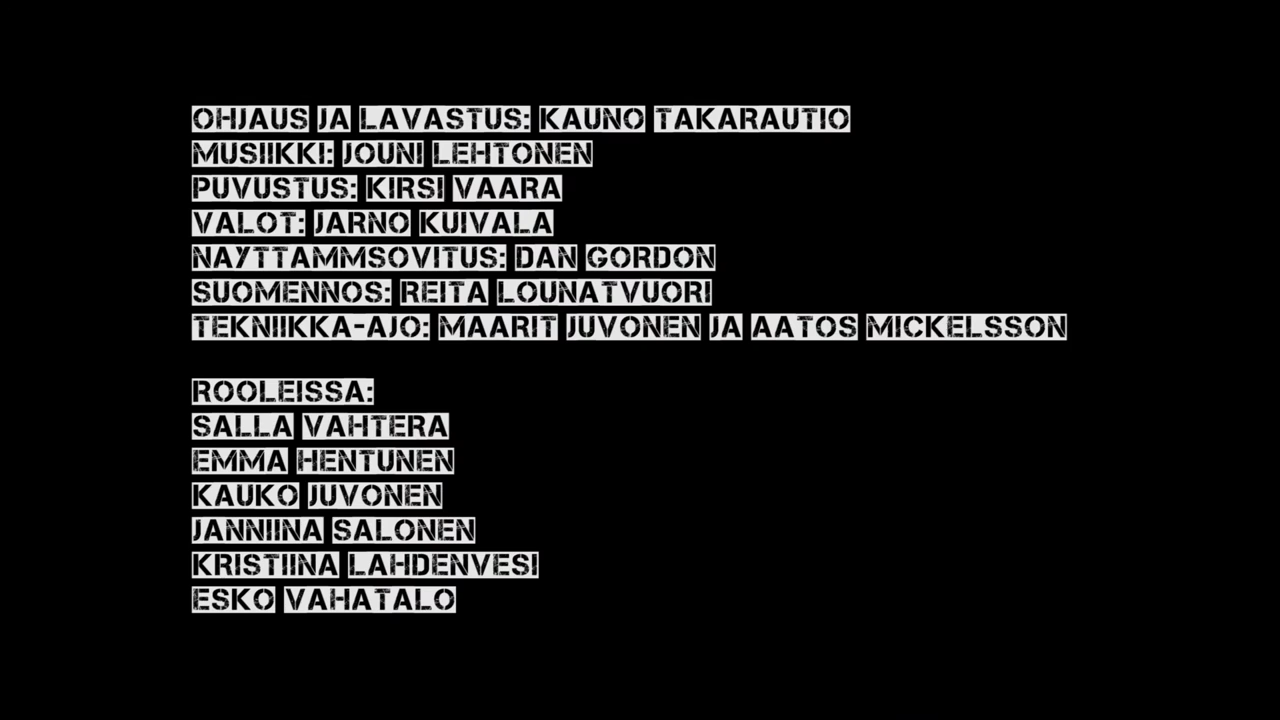 OHJAUS JA LAVASTUS: KAUNO TAKARAUTIO
MUSIIKKI: JOUNI LEHTONEN
PUVUSTUS: KIRSI VAARA
VALOT: JARNO KUIVALA
NAYTTAMMSOVITUS: DAN GORDON
SUOMENNOS: REITA LOUNATVUORI
TEKNIIKKA-AJO: MAARIT JUVONEN JA AATOS MICKELSSON
ROOLEISSA:
SALLA VAHTERA
EMMA HENTUNEN
KAUKO JUVONEN
JANNIINA SALONEN
KRISTIINA LAHDENVESI
ESKO VAHATALO